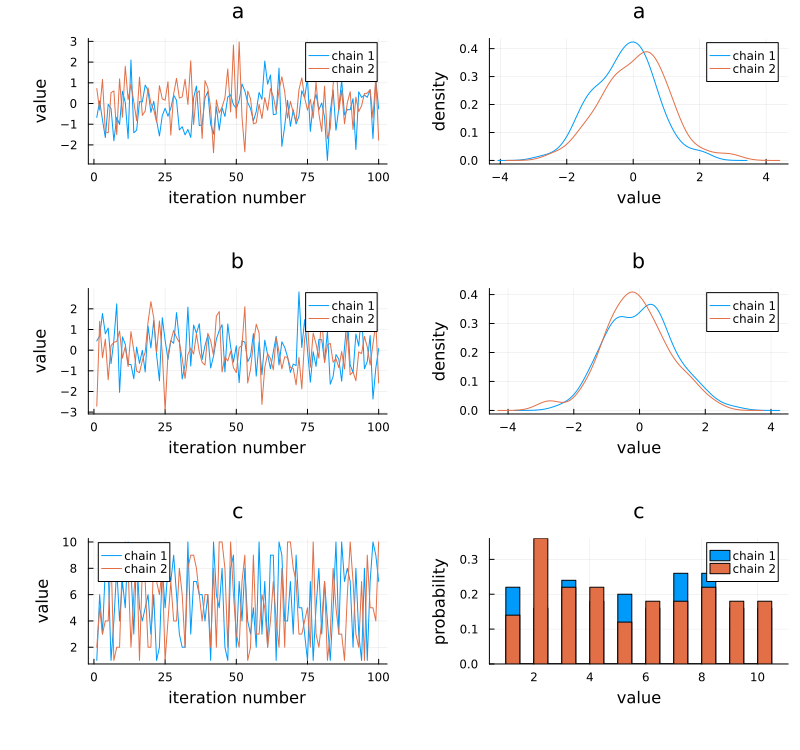 a
3
2
1
0
−1
−2
value
0
25
50
75
100
iteration number
chain 1
chain 2
a
0.4
0.3
0.2
0.1
0.0
density
−4
−2
0
2
4
value
chain 1
chain 2
b
2
1
0
−1
−2
−3
value
0
25
50
75
100
iteration number
chain 1
chain 2
b
0.4
0.3
0.2
0.1
0.0
density
−4
−2
0
2
4
value
chain 1
chain 2
c
10
8
6
4
2
value
0
25
50
75
100
iteration number
chain 1
chain 2
c
0.3
0.2
0.1
0.0
probability
2
4
6
8
10
value
chain 1
chain 2